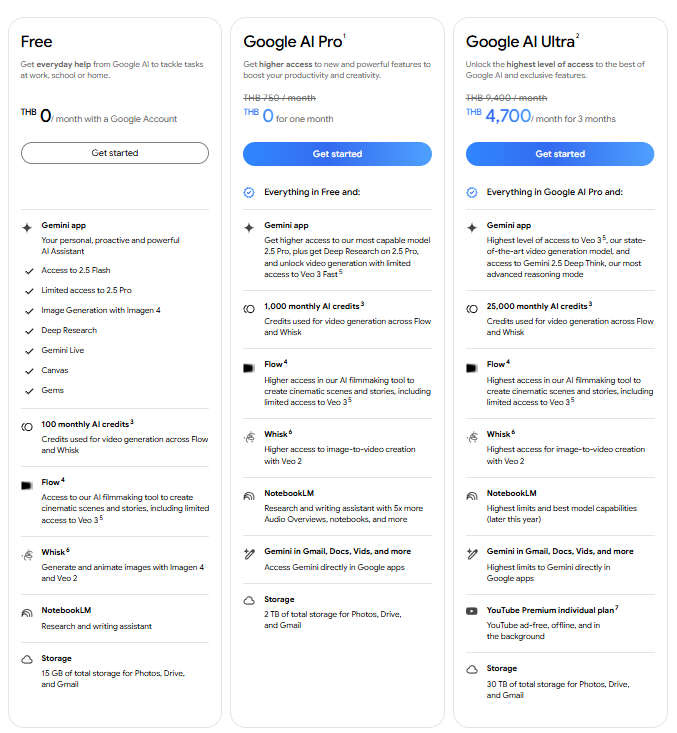 Free
Get everyday help from Google AI to tackle tasks
at work, school or home.
THB 0/ month with a Google Account
Get started
Gemini app
Your personal, proactive and powerful
AI Assistant
Access to 2.5 Flash
Limited access to 2.5 Pro
Image Generation with Imagen 4
Deep Research
Gemini Live
Canvas
Gems
100 monthly AI credits³
Credits used for video generation across Flow
and Whisk
Flow⁴
Access to our AI filmmaking tool to create
cinematic scenes and stories, including limited
access to Veo 3⁵
Whisk⁶
Generate and animate images with Imagen 4
and Veo 2
NotebookLM
Research and writing assistant
Storage
15 GB of total storage for Photos, Drive,
and Gmail
Google AI Pro¹
Get higher access to new and powerful features to
boost your productivity and creativity.
THB 750 / month
THB 0 for one month
Get started
Everything in Free and:
Gemini app
Get higher access to our most capable model
2.5 Pro, plus get Deep Research on 2.5 Pro,
and unlock video generation with limited
access to Veo 3 Fast⁵
1,000 monthly AI credits³
Credits used for video generation across Flow
and Whisk
Flow⁴
Higher access in our AI filmmaking tool to
create cinematic scenes and stories, including
limited access to Veo 3⁵
Whisk⁶
Higher access to image-to-video creation
with Veo 2
NotebookLM
Research and writing assistant with 5x more
Audio Overviews, notebooks, and more
Gemini in Gmail, Docs, Vids, and more
Access Gemini directly in Google apps
Storage
2 TB of total storage for Photos, Drive,
and Gmail
Google AI Ultra²
Unlock the highest level of access to the best of
Google AI and exclusive features.
THB 9,400 / month
THB 4,700/ month for 3 months
Get started
Everything in Google AI Pro and:
Gemini app
Highest level of access to Veo 3⁵, our state-
of-the-art video generation model, and
access to Gemini 2.5 Deep Think, our most
advanced reasoning mode
25,000 monthly AI credits³
Credits used for video generation across Flow
and Whisk
Flow⁴
Highest access in our AI filmmaking tool to
create cinematic scenes and stories, including
limited access to Veo 3⁵
Whisk⁶
Highest access for image-to-video creation
with Veo 2
NotebookLM
Highest limits and best model capabilities
(later this year)
Gemini in Gmail, Docs, Vids, and more
Highest limits to Gemini directly in
Google apps
YouTube Premium individual plan⁷
YouTube ad-free, offline, and in
the background
Storage
30 TB of total storage for Photos, Drive,
and Gmail